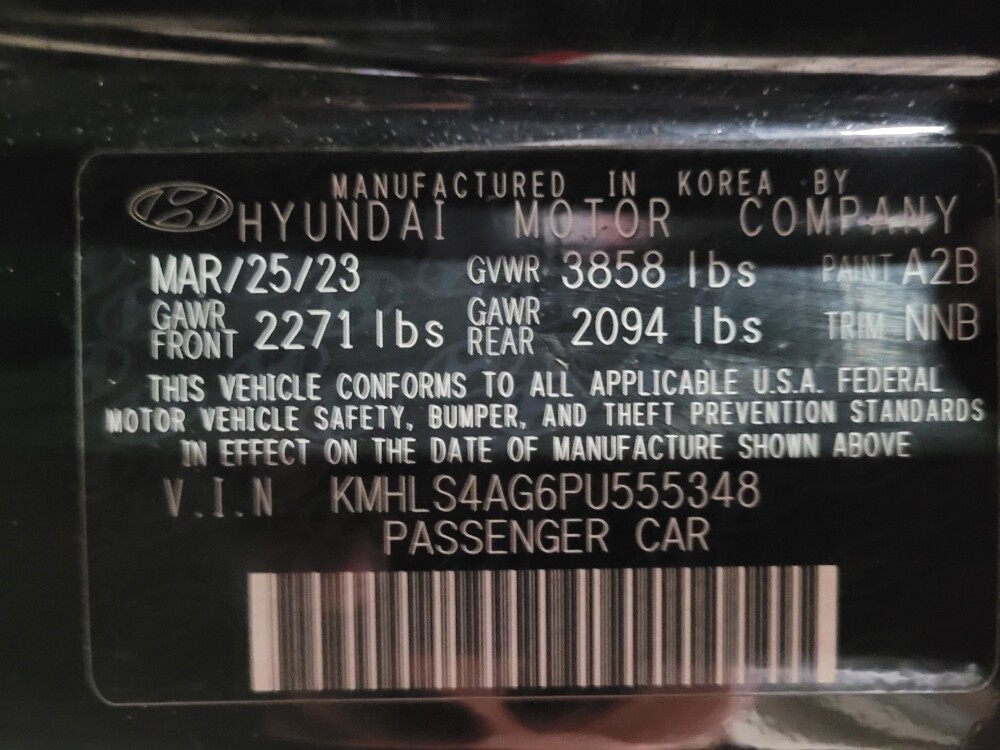 MANUFACTURED IN KOREA BY
HYUNDAI MOTOR COMPANY
MAR/25/23 GVWR 3858 lbs PAINT A2B
GAWR FRONT 2271 lbs GAWR REAR 2094 lbs TRIM NNB
THIS VEHICLE CONFORMS TO ALL APPLICABLE U.S.A. FEDERAL
MOTOR VEHICLE SAFETY, BUMPER, AND THEFT PREVENTION STANDARDS
IN EFFECT ON THE DATE OF MANUFACTURE SHOWN ABOVE
V.I.N KMHLS4AG6PU555348
PASSENGER CAR